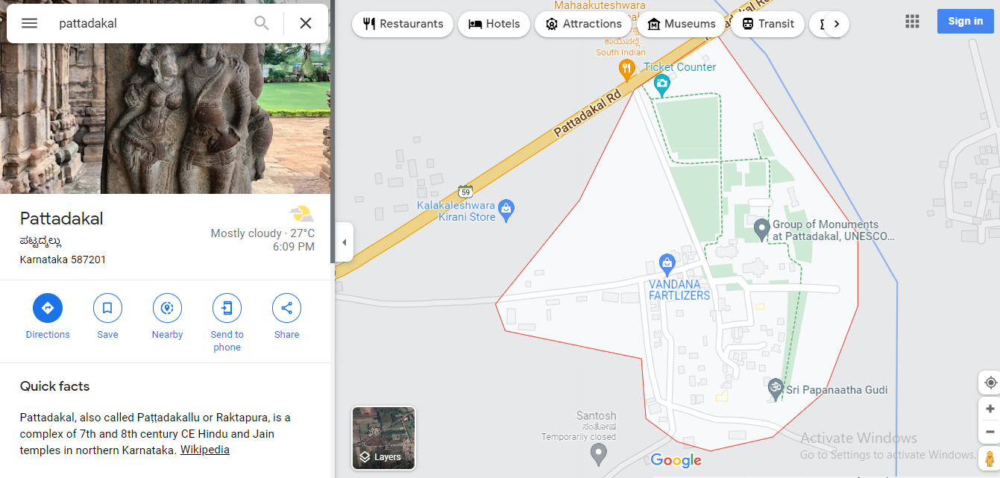 pattadakal
Pattadakal
ಪಟ್ಟದ್ಕಲ್ಲು
Karnataka 587201
Mostly cloudy · 27°C
6:09 PM
Directions
Save
Nearby
Send to
phone
Share
Quick facts
Pattadakal, also called Paṭṭadakallu or Raktapura, is a
complex of 7th and 8th century CE Hindu and Jain
temples in northern Karnataka. Wikipedia
Restaurants
Hotels
Attractions
Museums
Transit
Sign in
Mahaakuteshwara
South Indian
Ticket Counter
Pattadakal Rd
59
Kalakaleshwara
Kirani Store
Group of Monuments
at Pattadakal, UNESCO...
VANDANA
FARTLIZERS
Sri Papanaatha Gudi
Santosh
ಸಂತೋಷ
Temporarily closed
Layers
Google
Activate Windows
Go to Settings to activate Windows.